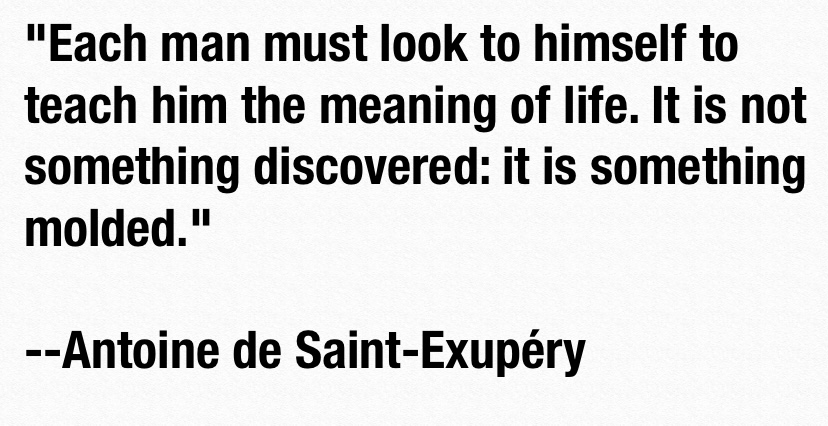 "Each man must look to himself to
teach him the meaning of life. It is not
something discovered: it is something
molded."
--Antoine de Saint-Exupéry